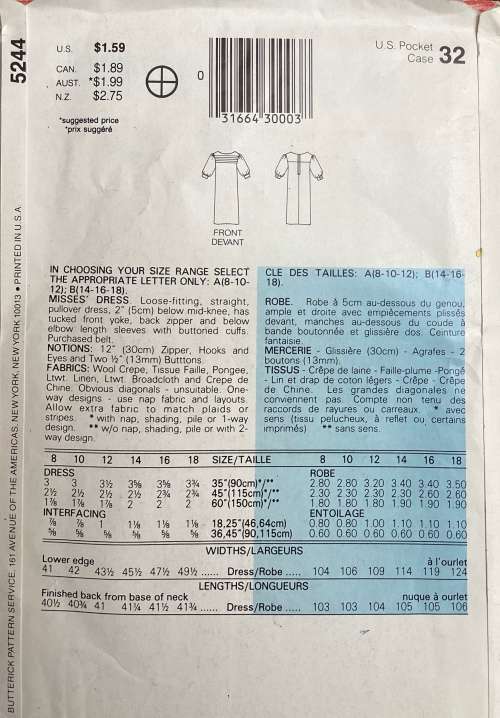 5244
U.S. $1.59
CAN. $1.89
AUST. *$1.99
N.Z. $2.75
*suggested price
*prix suggéré
0
31664 30003
U.S. Pocket
Case 32
FRONT
DEVANT
IN CHOOSING YOUR SIZE RANGE SELECT
THE APPROPRIATE LETTER ONLY: A(8-10-
12); B(14-16-18).
MISSES' DRESS. Loose-fitting, straight,
pullover dress, 2" (5cm) below mid-knee, has
tucked front yoke, back zipper and below
elbow length sleeves with buttoned cuffs.
Purchased belt.
NOTIONS: 12" (30cm) Zipper, Hooks and
Eyes and Two ½" (13mm) Burttons.
FABRICS: Wool Crepe, Tissue Faille, Pongee,
Ltwt. Linen, Ltwt. Broadcloth and Crepe de
Chine. Obvious diagonals - unsuitable. One-
way designs - use nap fabric and layouts.
Allow extra fabric to match plaids or
stripes. * with nap, shading, pile or 1-way
design. ** w/o nap, shading, pile or with 2-
way design.
CLE DES TAILLES: A(8-10-12); B(14-16-
18).
ROBE. Robe à 5cm au-dessous du genou,
ample et droite avec empiècements plissés
devant, manches au-dessous du coude à
bande boutonnée et glissière dos. Ceinture
fantaisie.
MERCERIE - Glissière (30cm) - Agrafes - 2
boutons (13mm).
TISSUS - Crêpe de laine - Faille-plume - Pongé
- Lin et drap de coton légers - Crêpe - Crêpe
de Chine. Les grandes diagonales ne
conviennent pas. Compte non tenu des
raccords de rayures ou carreaux. * avec
sens (tissu pelucheux, à reflet ou certains
imprimés) ** sans sens.
8 10 12 14 16 18 SIZE/TAILLE 8 10 12 14 16 18
DRESS ROBE
3 3 3½ 3⅝ 3⅝ 3¾ 35"(90cm)*/** 2.80 2.80 3.20 3.40 3.40 3.50
2½ 2½ 2½ 2½ 2¾ 2¾ 45"(115cm)*/** 2.30 2.30 2.30 2.30 2.60 2.60
1⅞ 1⅞ 1⅞ 2 2 2 60"(150cm)*/** 1.80 1.80 1.80 1.90 1.90 1.90
INTERFACING ENTOILAGE
⅞ ⅞ 1 1⅛ 1⅛ 1⅛ 18,25"(46,64cm) 0.80 0.80 1.00 1.10 1.10 1.10
⅝ ⅝ ⅝ ⅝ ⅝ ⅝ 36,45"(90,115cm) 0.60 0.60 0.60 0.60 0.60 0.60
WIDTHS/LARGEURS
Lower edge à l'ourlet
41 42 43½ 45½ 47½ 49½ ..... Dress/Robe ..... 104 106 109 114 119 124
LENGTHS/LONGUEURS
Finished back from base of neck nuque à ourlet
40½ 40¾ 41 41¼ 41½ 41¾ ..... Dress/Robe ..... 103 103 104 105 105 106
BUTTERICK PATTERN SERVICE, 161 AVENUE OF THE AMERICAS, NEW YORK, NEW YORK 10013 • PRINTED IN U.S.A.